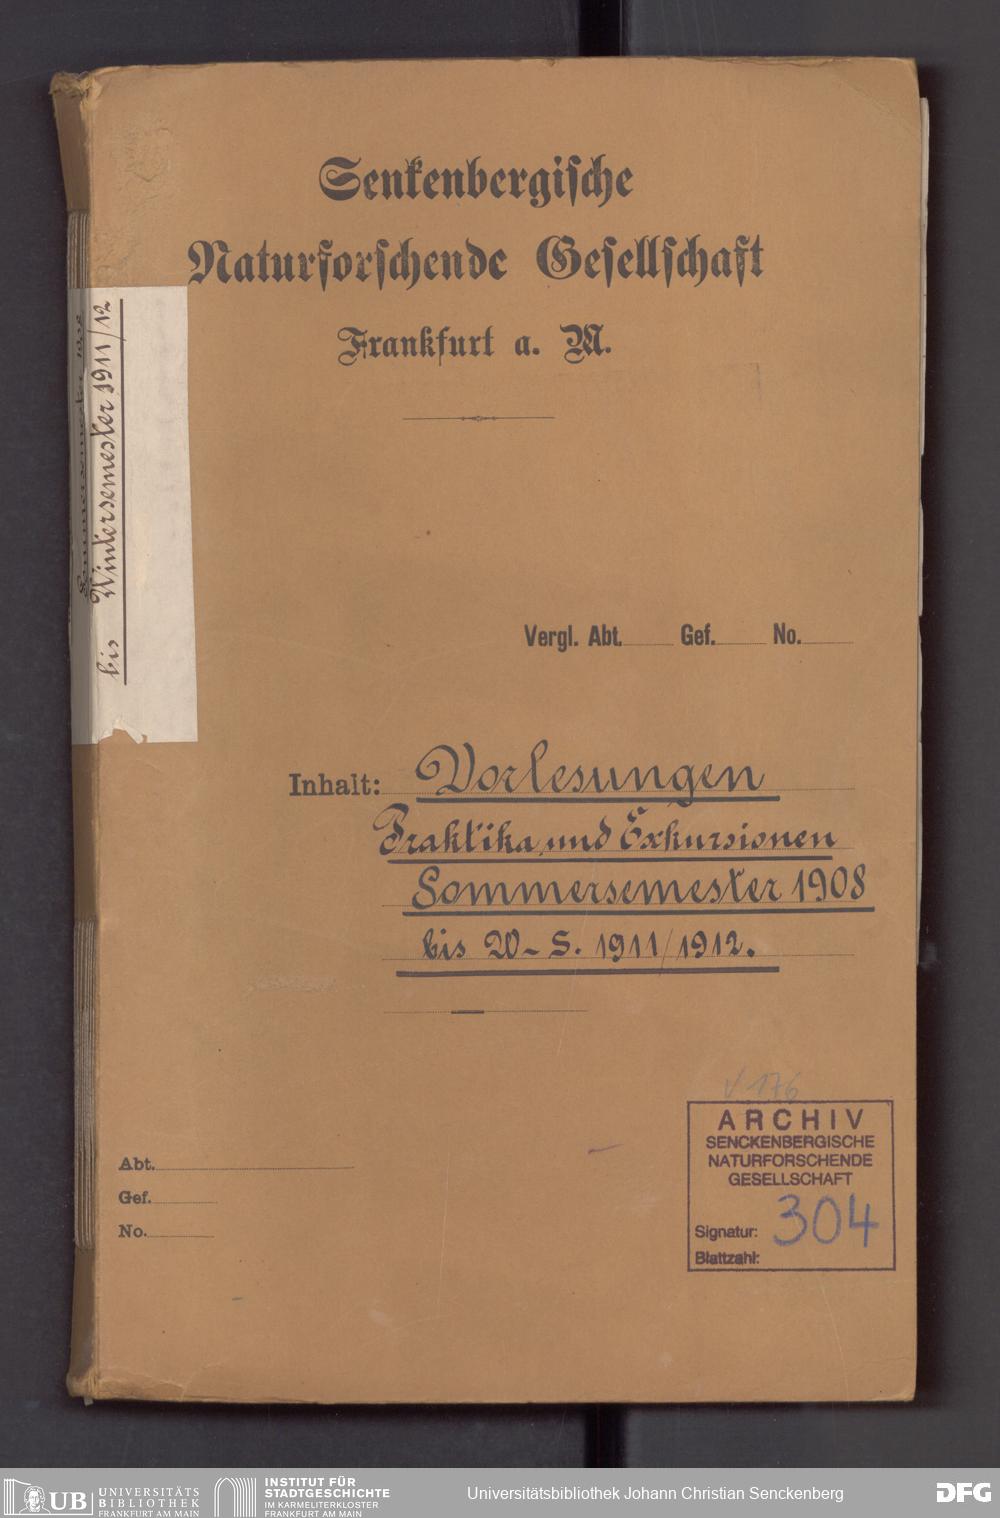 Senkenbergische
Naturforschende Gesellschaft
Frankfurt a. M.
Sommersemester 1908
bis Wintersemester 1911/12
Vergl. Abt. Gef. No.
Inhalt: Vorlesungen
Praktika und Exkursionen
Sommersemester 1908
bis W-S. 1911/1912.
√ 176
ARCHIV
SENCKENBERGISCHE
NATURFORSCHENDE
GESELLSCHAFT
Signatur: 304
Blattzahl:
Abt.
Gef.
No.
UB UNIVERSITÄTS
BIBLIOTHEK
FRANKFURT AM MAIN
INSTITUT FÜR
STADTGESCHICHTE
IM KARMELITERKLOSTER
FRANKFURT AM MAIN
Universitätsbibliothek Johann Christian Senckenberg
DFG